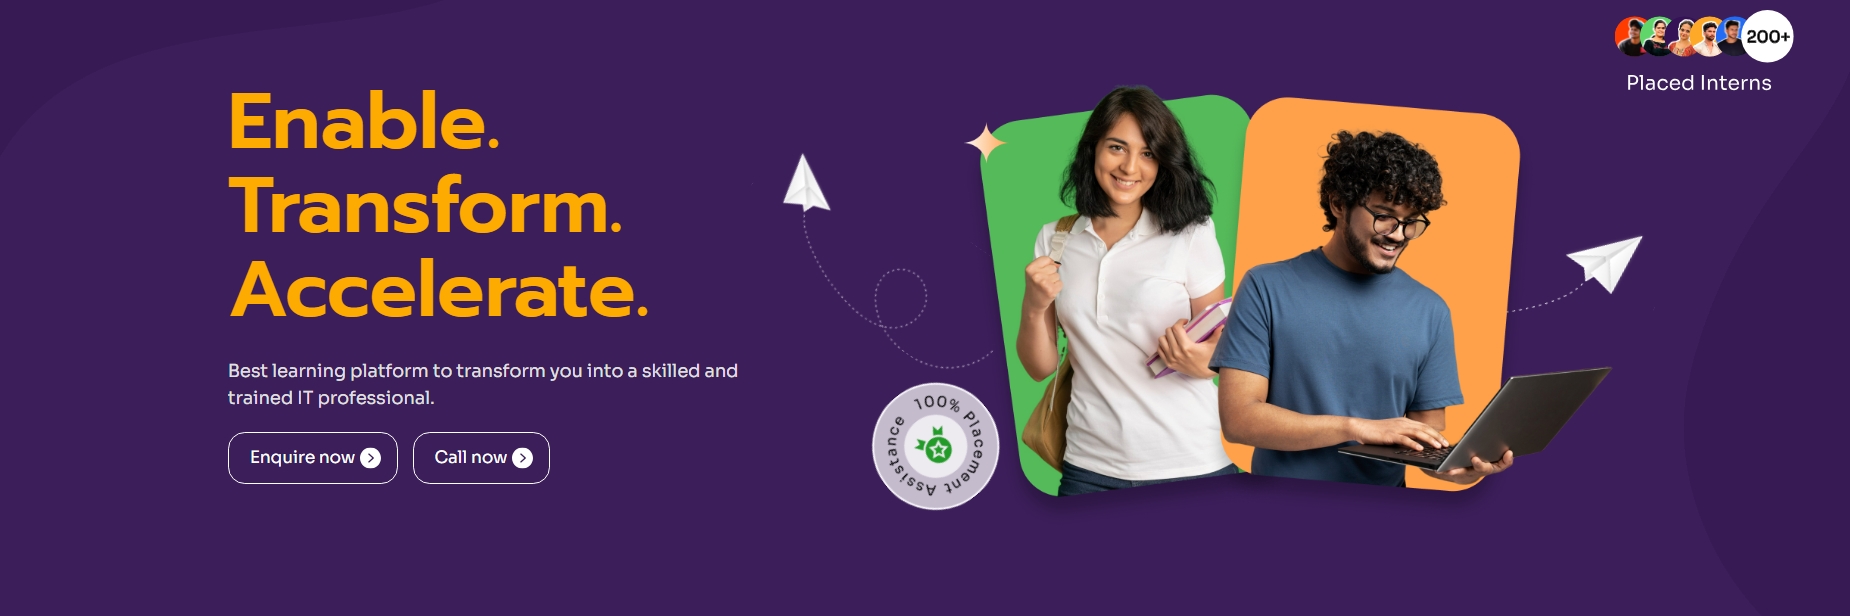 200+
Placed Interns
Enable.
Transform.
Accelerate.
Best learning platform to transform you into a skilled and
trained IT professional.
Enquire now
Call now
100% Placement Assistance